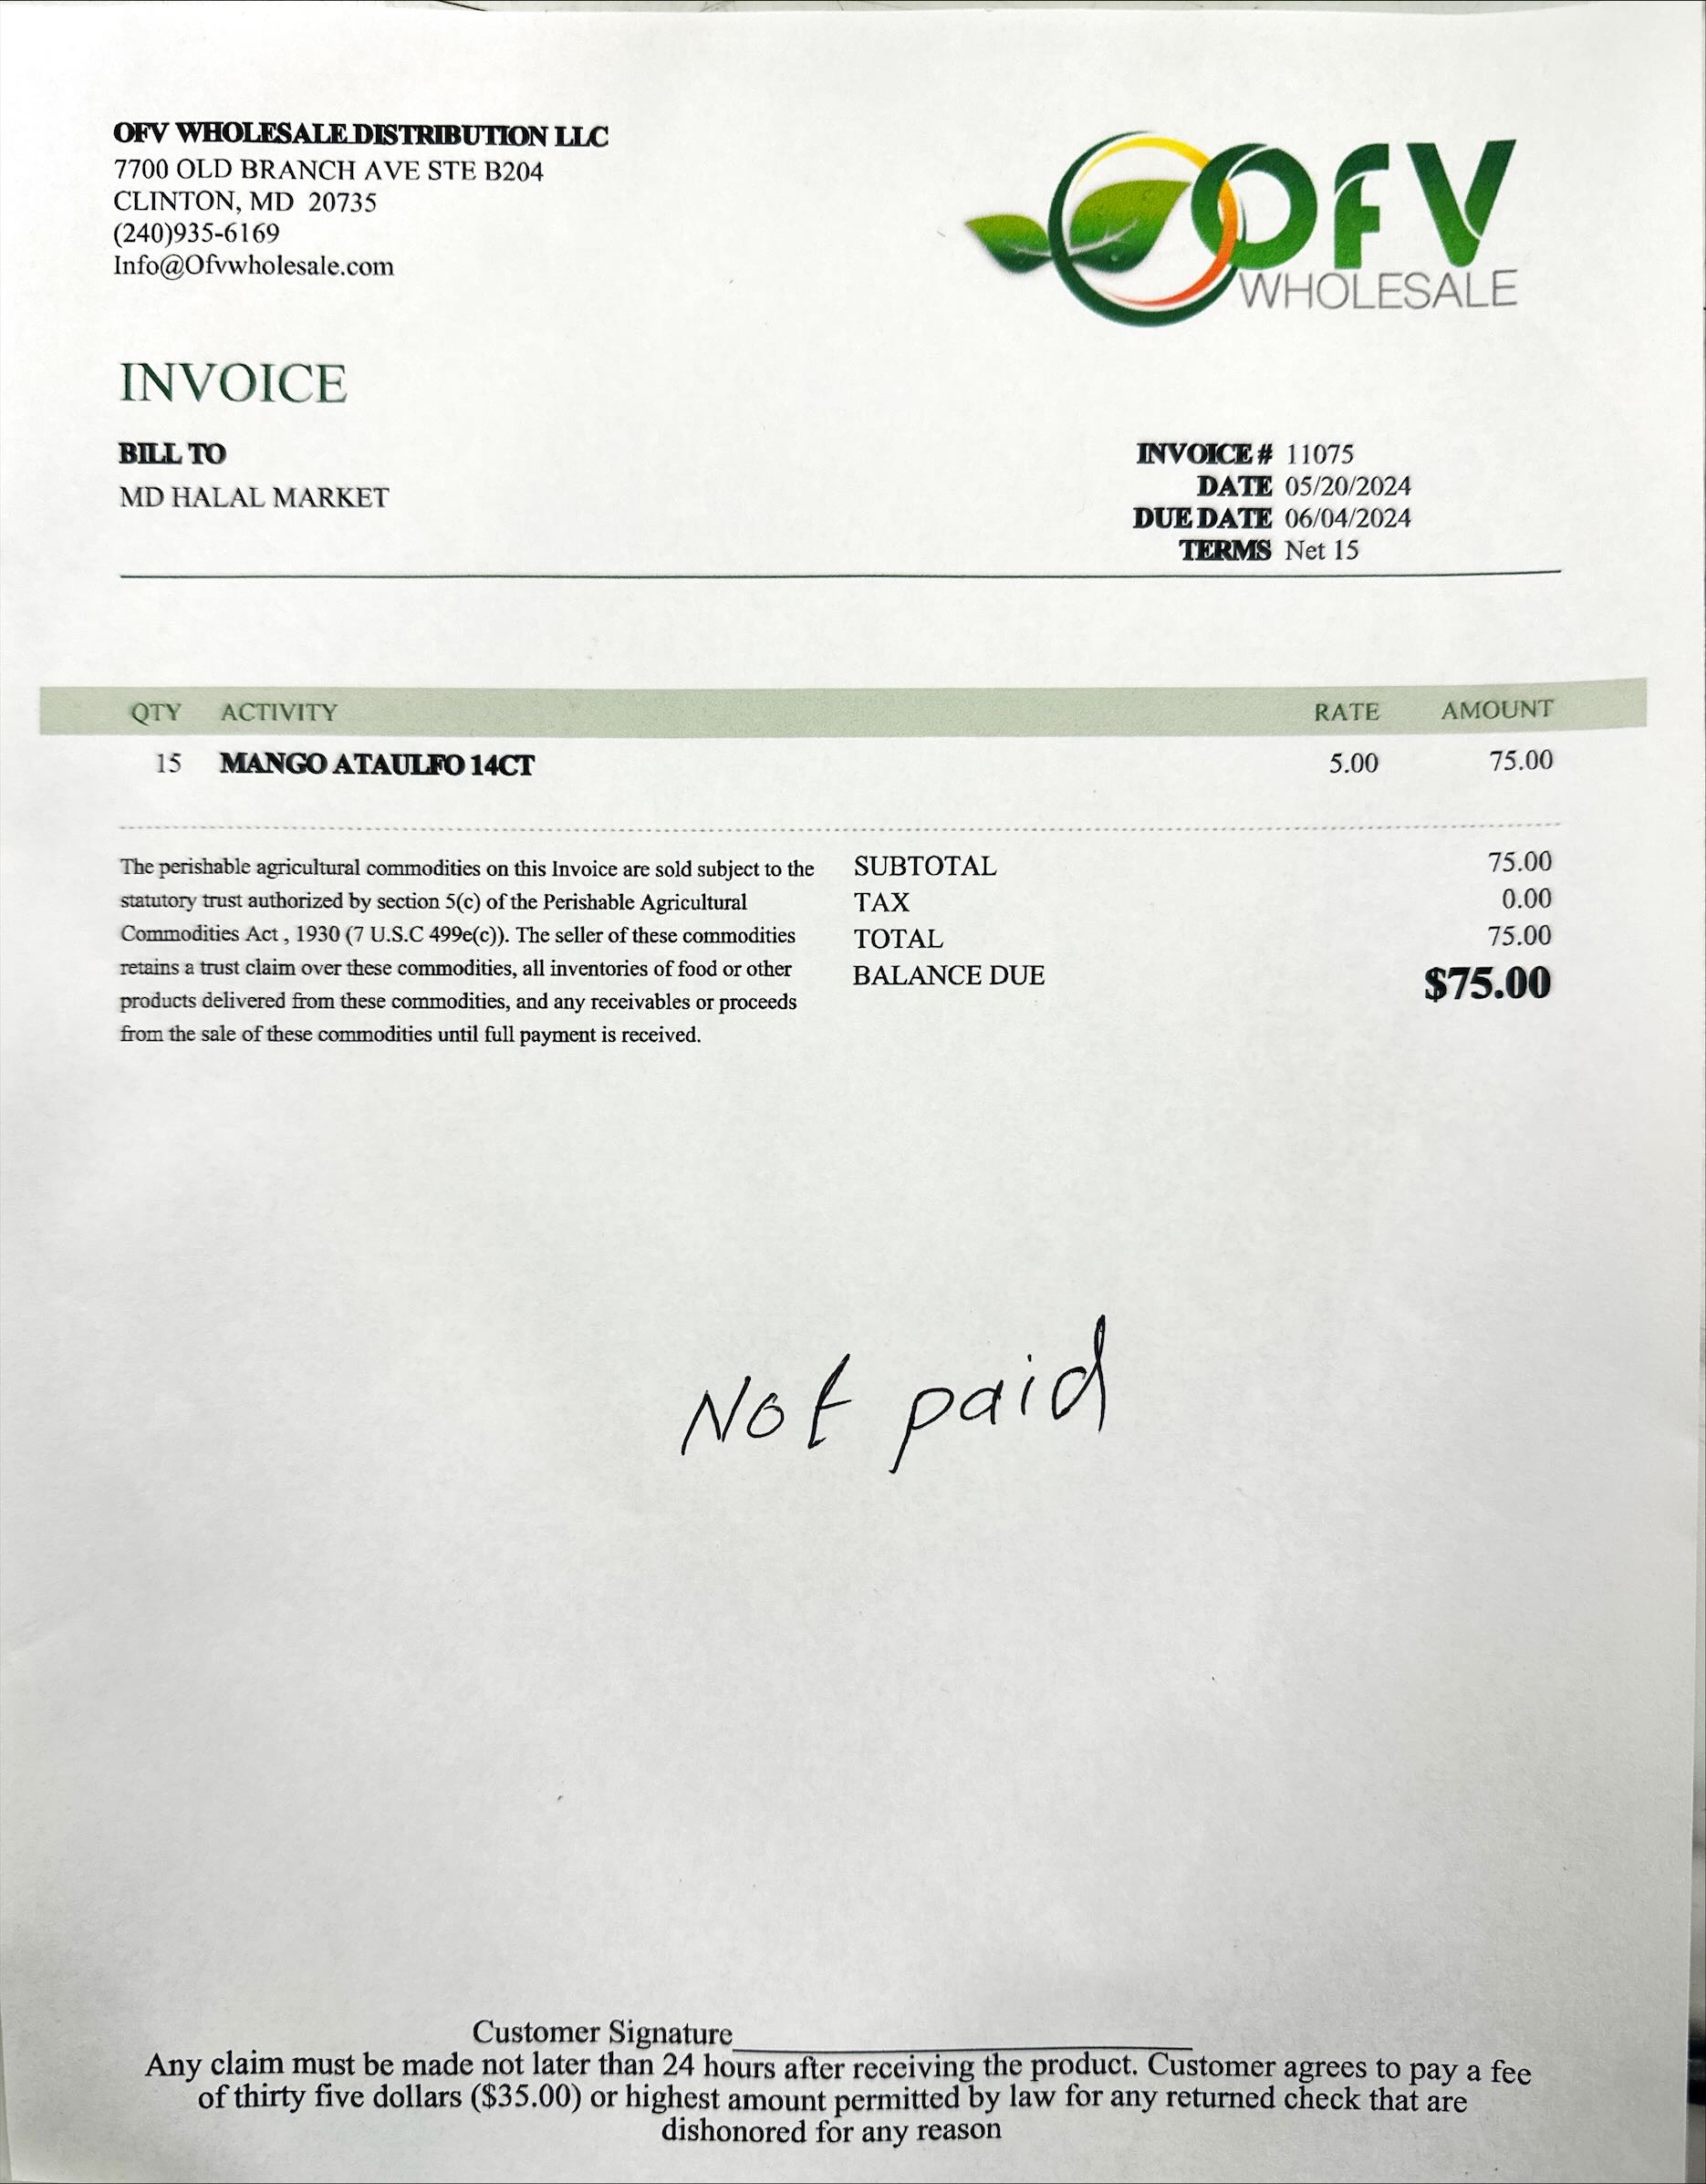 OFV WHOLESALE DISTRIBUTION LLC
7700 OLD BRANCH AVE STE B204
CLINTON, MD 20735
(240)935-6169
Info@Ofvwholesale.com
OFV
WHOLESALE
INVOICE
BILL TO
MD HALAL MARKET
INVOICE # 11075
DATE 05/20/2024
DUE DATE 06/04/2024
TERMS Net 15
QTY ACTIVITY RATE AMOUNT
15 MANGO ATAULFO 14CT 5.00 75.00
The perishable agricultural commodities on this Invoice are sold subject to the
statutory trust authorized by section 5(c) of the Perishable Agricultural
Commodities Act , 1930 (7 U.S.C 499e(c)). The seller of these commodities
retains a trust claim over these commodities, all inventories of food or other
products delivered from these commodities, and any receivables or proceeds
from the sale of these commodities until full payment is received.
SUBTOTAL 75.00
TAX 0.00
TOTAL 75.00
BALANCE DUE $75.00
Not paid
Customer Signature
Any claim must be made not later than 24 hours after receiving the product. Customer agrees to pay a fee
of thirty five dollars ($35.00) or highest amount permitted by law for any returned check that are
dishonored for any reason